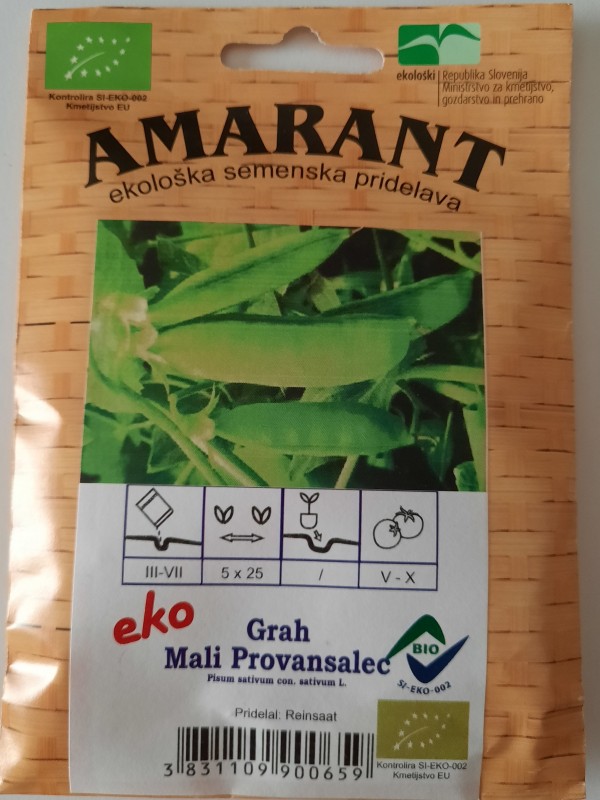 Kontrolira SI-EKO-002
Kmetijstvo EU
ekološki
Republika Slovenija
Ministrstvo za kmetijstvo,
gozdarstvo in prehrano
AMARANT
ekološka semenska pridelava
III-VII
5 x 25
/
V - X
eko
Grah
Mali Provansalec
Pisum sativum con. sativum L.
BIO
SI-EKO-002
Pridelal: Reinsaat
3 831109 900659
Kontrolira SI-EKO-002
Kmetijstvo EU